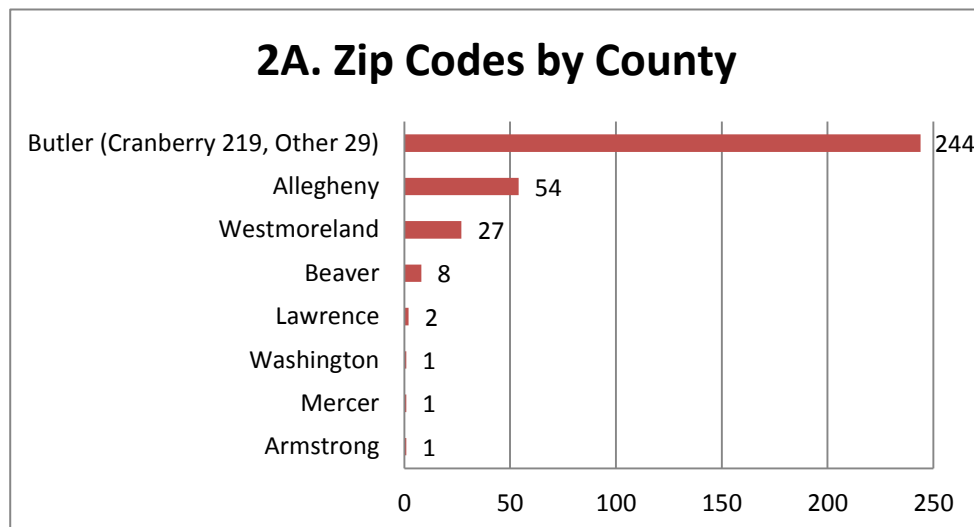 2A. Zip Codes by County
Butler (Cranberry 219, Other 29) 244
Allegheny 54
Westmoreland 27
Beaver 8
Lawrence 2
Washington 1
Mercer 1
Armstrong 1
0 50 100 150 200 250